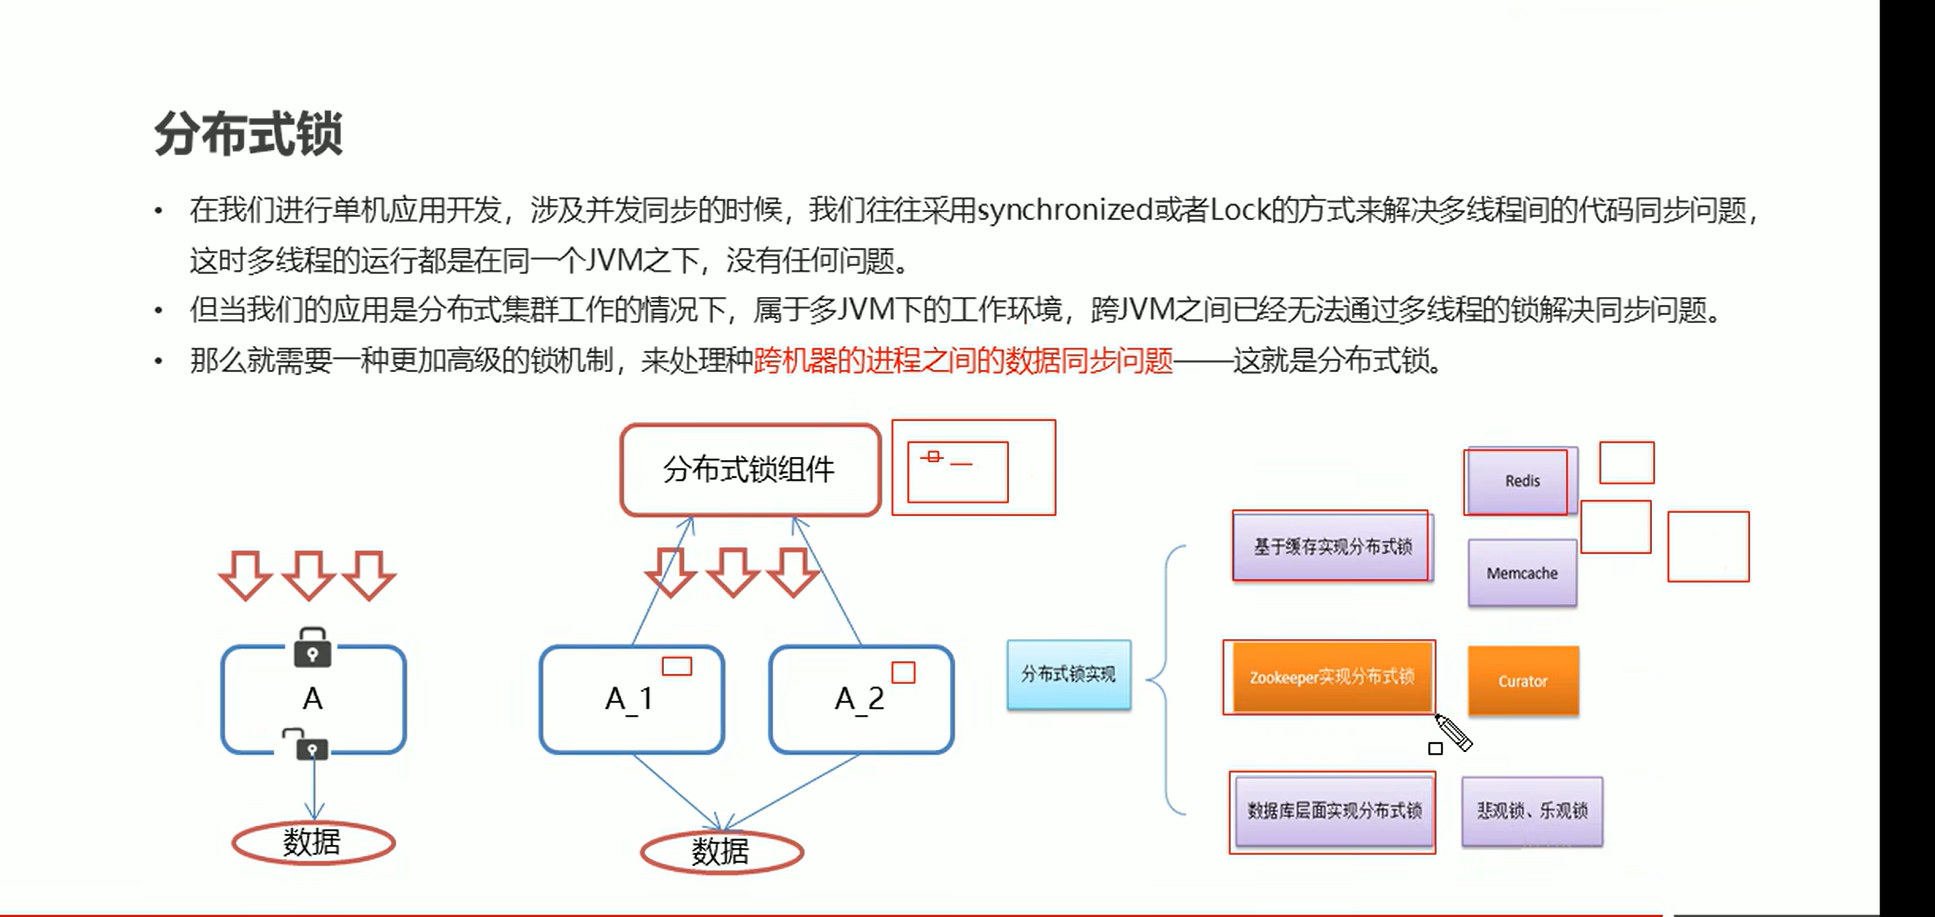 分布式锁
• 在我们进行单机应用开发，涉及并发同步的时候，我们往往采用synchronized或者Lock的方式来解决多线程间的代码同步问题，
这时多线程的运行都是在同一个JVM之下，没有任何问题。
• 但当我们的应用是分布式集群工作的情况下，属于多JVM下的工作环境，跨JVM之间已经无法通过多线程的锁解决同步问题。
• 那么就需要一种更加高级的锁机制，来处理种跨机器的进程之间的数据同步问题——这就是分布式锁。
A
数据
分布式锁组件
A_1
A_2
数据
分布式锁实现
基于缓存实现分布式锁
Redis
Memcache
Zookeeper实现分布式锁
Curator
数据库层面实现分布式锁
悲观锁、乐观锁